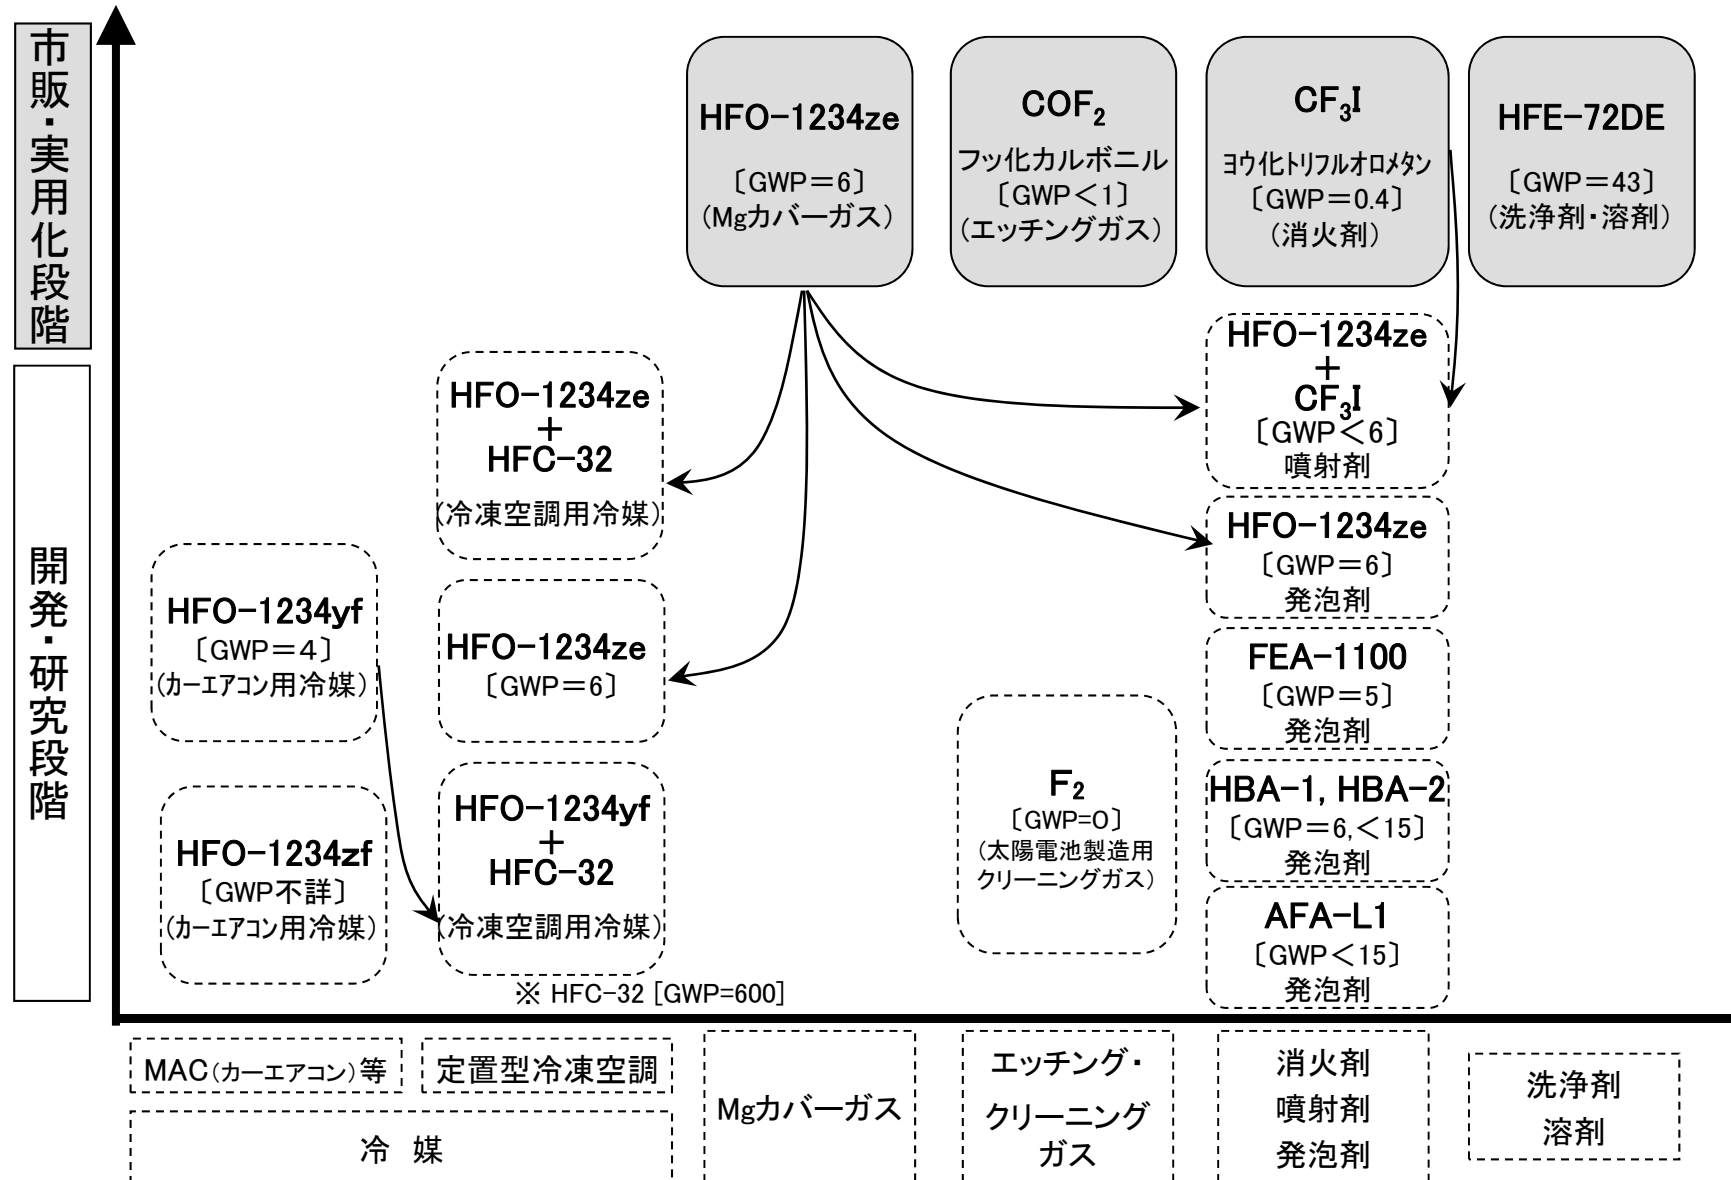 市販・実用化段階
開発・研究段階
HFO-1234ze
〔GWP=6〕
(Mgカバーガス)
COF₂
フッ化カルボニル
〔GWP<1〕
(エッチングガス)
CF₃I
ヨウ化トリフルオロメタン
〔GWP=0.4〕
(消火剤)
HFE-72DE
〔GWP=43〕
(洗浄剤・溶剤)
HFO-1234ze
+
HFC-32
(冷凍空調用冷媒)
HFO-1234ze
+
CF₃I
〔GWP<6〕
噴射剤
HFO-1234ze
〔GWP=6〕
発泡剤
HFO-1234yf
〔GWP=4〕
(カーエアコン用冷媒)
HFO-1234ze
〔GWP=6〕
FEA-1100
〔GWP=5〕
発泡剤
HFO-1234zf
〔GWP不詳〕
(カーエアコン用冷媒)
HFO-1234yf
+
HFC-32
(冷凍空調用冷媒)
F₂
〔GWP=0〕
(太陽電池製造用
クリーニングガス)
HBA-1, HBA-2
〔GWP=6,<15〕
発泡剤
AFA-L1
〔GWP<15〕
発泡剤
※ HFC-32 [GWP=600]
MAC(カーエアコン)等
定置型冷凍空調
冷 媒
Mgカバーガス
エッチング・
クリーニング
ガス
消火剤
噴射剤
発泡剤
洗浄剤
溶剤